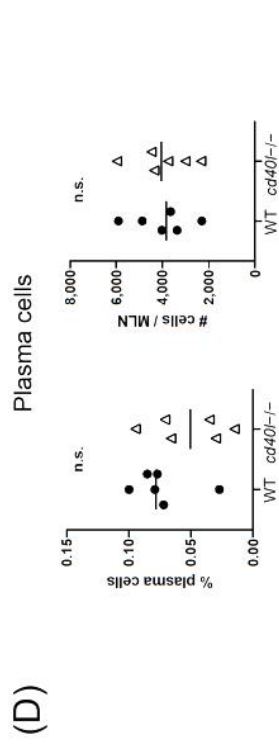 (D)
Plasma cells
n.s.
0.15
0.10
0.05
0.00
% plasma cells
WT cd40l-/-
n.s.
8,000
6,000
4,000
2,000
0
# cells / MLN
WT cd40l-/-